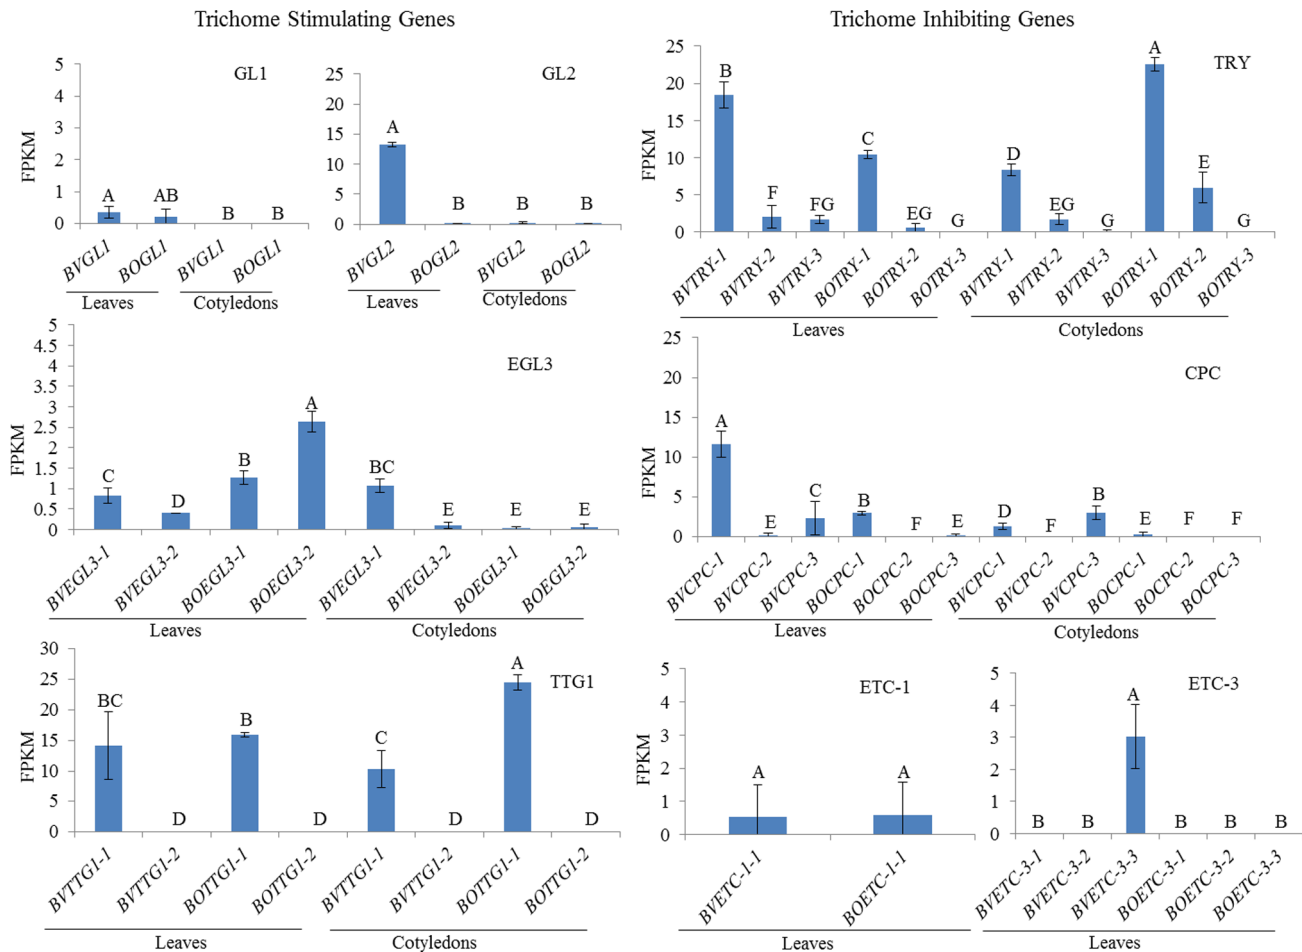 Trichome Stimulating Genes
GL1
FPKM
5
4
3
2
1
0
A
AB
B
B
BVGL1
BOGL1
BVGL1
BOGL1
Leaves
Cotyledons
GL2
25
20
15
10
5
0
A
B
B
B
BVGL2
BOGL2
BVGL2
BOGL2
Leaves
Cotyledons
EGL3
FPKM
5
4.5
4
3.5
3
2.5
2
1.5
1
0.5
0
C
D
B
A
BC
E
E
E
BVEGL3-1
BVEGL3-2
BOEGL3-1
BOEGL3-2
BVEGL3-1
BVEGL3-2
BOEGL3-1
BOEGL3-2
Leaves
Cotyledons
TTG1
FPKM
30
25
20
15
10
5
0
BC
D
B
D
C
D
A
D
BVTTG1-1
BVTTG1-2
BOTTG1-1
BOTTG1-2
BVTTG1-1
BVTTG1-2
BOTTG1-1
BOTTG1-2
Leaves
Cotyledons
Trichome Inhibiting Genes
TRY
FPKM
25
20
15
10
5
0
B
F
FG
C
EG
G
D
EG
G
A
E
G
BVTRY-1
BVTRY-2
BVTRY-3
BOTRY-1
BOTRY-2
BOTRY-3
BVTRY-1
BVTRY-2
BVTRY-3
BOTRY-1
BOTRY-2
BOTRY-3
Leaves
Cotyledons
CPC
FPKM
25
20
15
10
5
0
A
E
C
B
F
E
D
F
B
E
F
F
BVCPC-1
BVCPC-2
BVCPC-3
BOCPC-1
BOCPC-2
BOCPC-3
BVCPC-1
BVCPC-2
BVCPC-3
BOCPC-1
BOCPC-2
BOCPC-3
Leaves
Cotyledons
ETC-1
FPKM
5
4
3
2
1
0
A
A
BVETC-1-1
BOETC-1-1
Leaves
ETC-3
5
4
3
2
1
0
B
B
A
B
B
B
BVETC-3-1
BVETC-3-2
BVETC-3-3
BOETC-3-1
BOETC-3-2
BOETC-3-3
Leaves